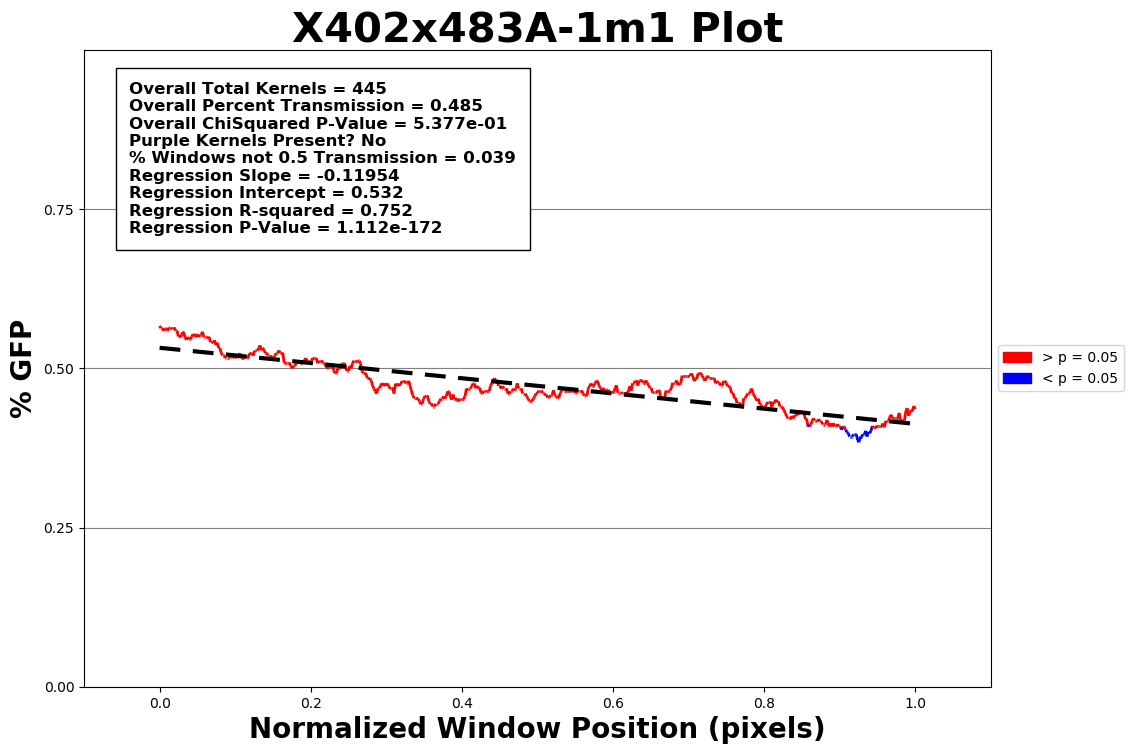 X402x483A-1m1 Plot
Overall Total Kernels = 445
Overall Percent Transmission = 0.485
Overall ChiSquared P-Value = 5.377e-01
Purple Kernels Present? No
% Windows not 0.5 Transmission = 0.039
Regression Slope = -0.11954
Regression Intercept = 0.532
Regression R-squared = 0.752
Regression P-Value = 1.112e-172
0.75
0.50
0.25
0.00
% GFP
> p = 0.05
< p = 0.05
0.0 0.2 0.4 0.6 0.8 1.0
Normalized Window Position (pixels)